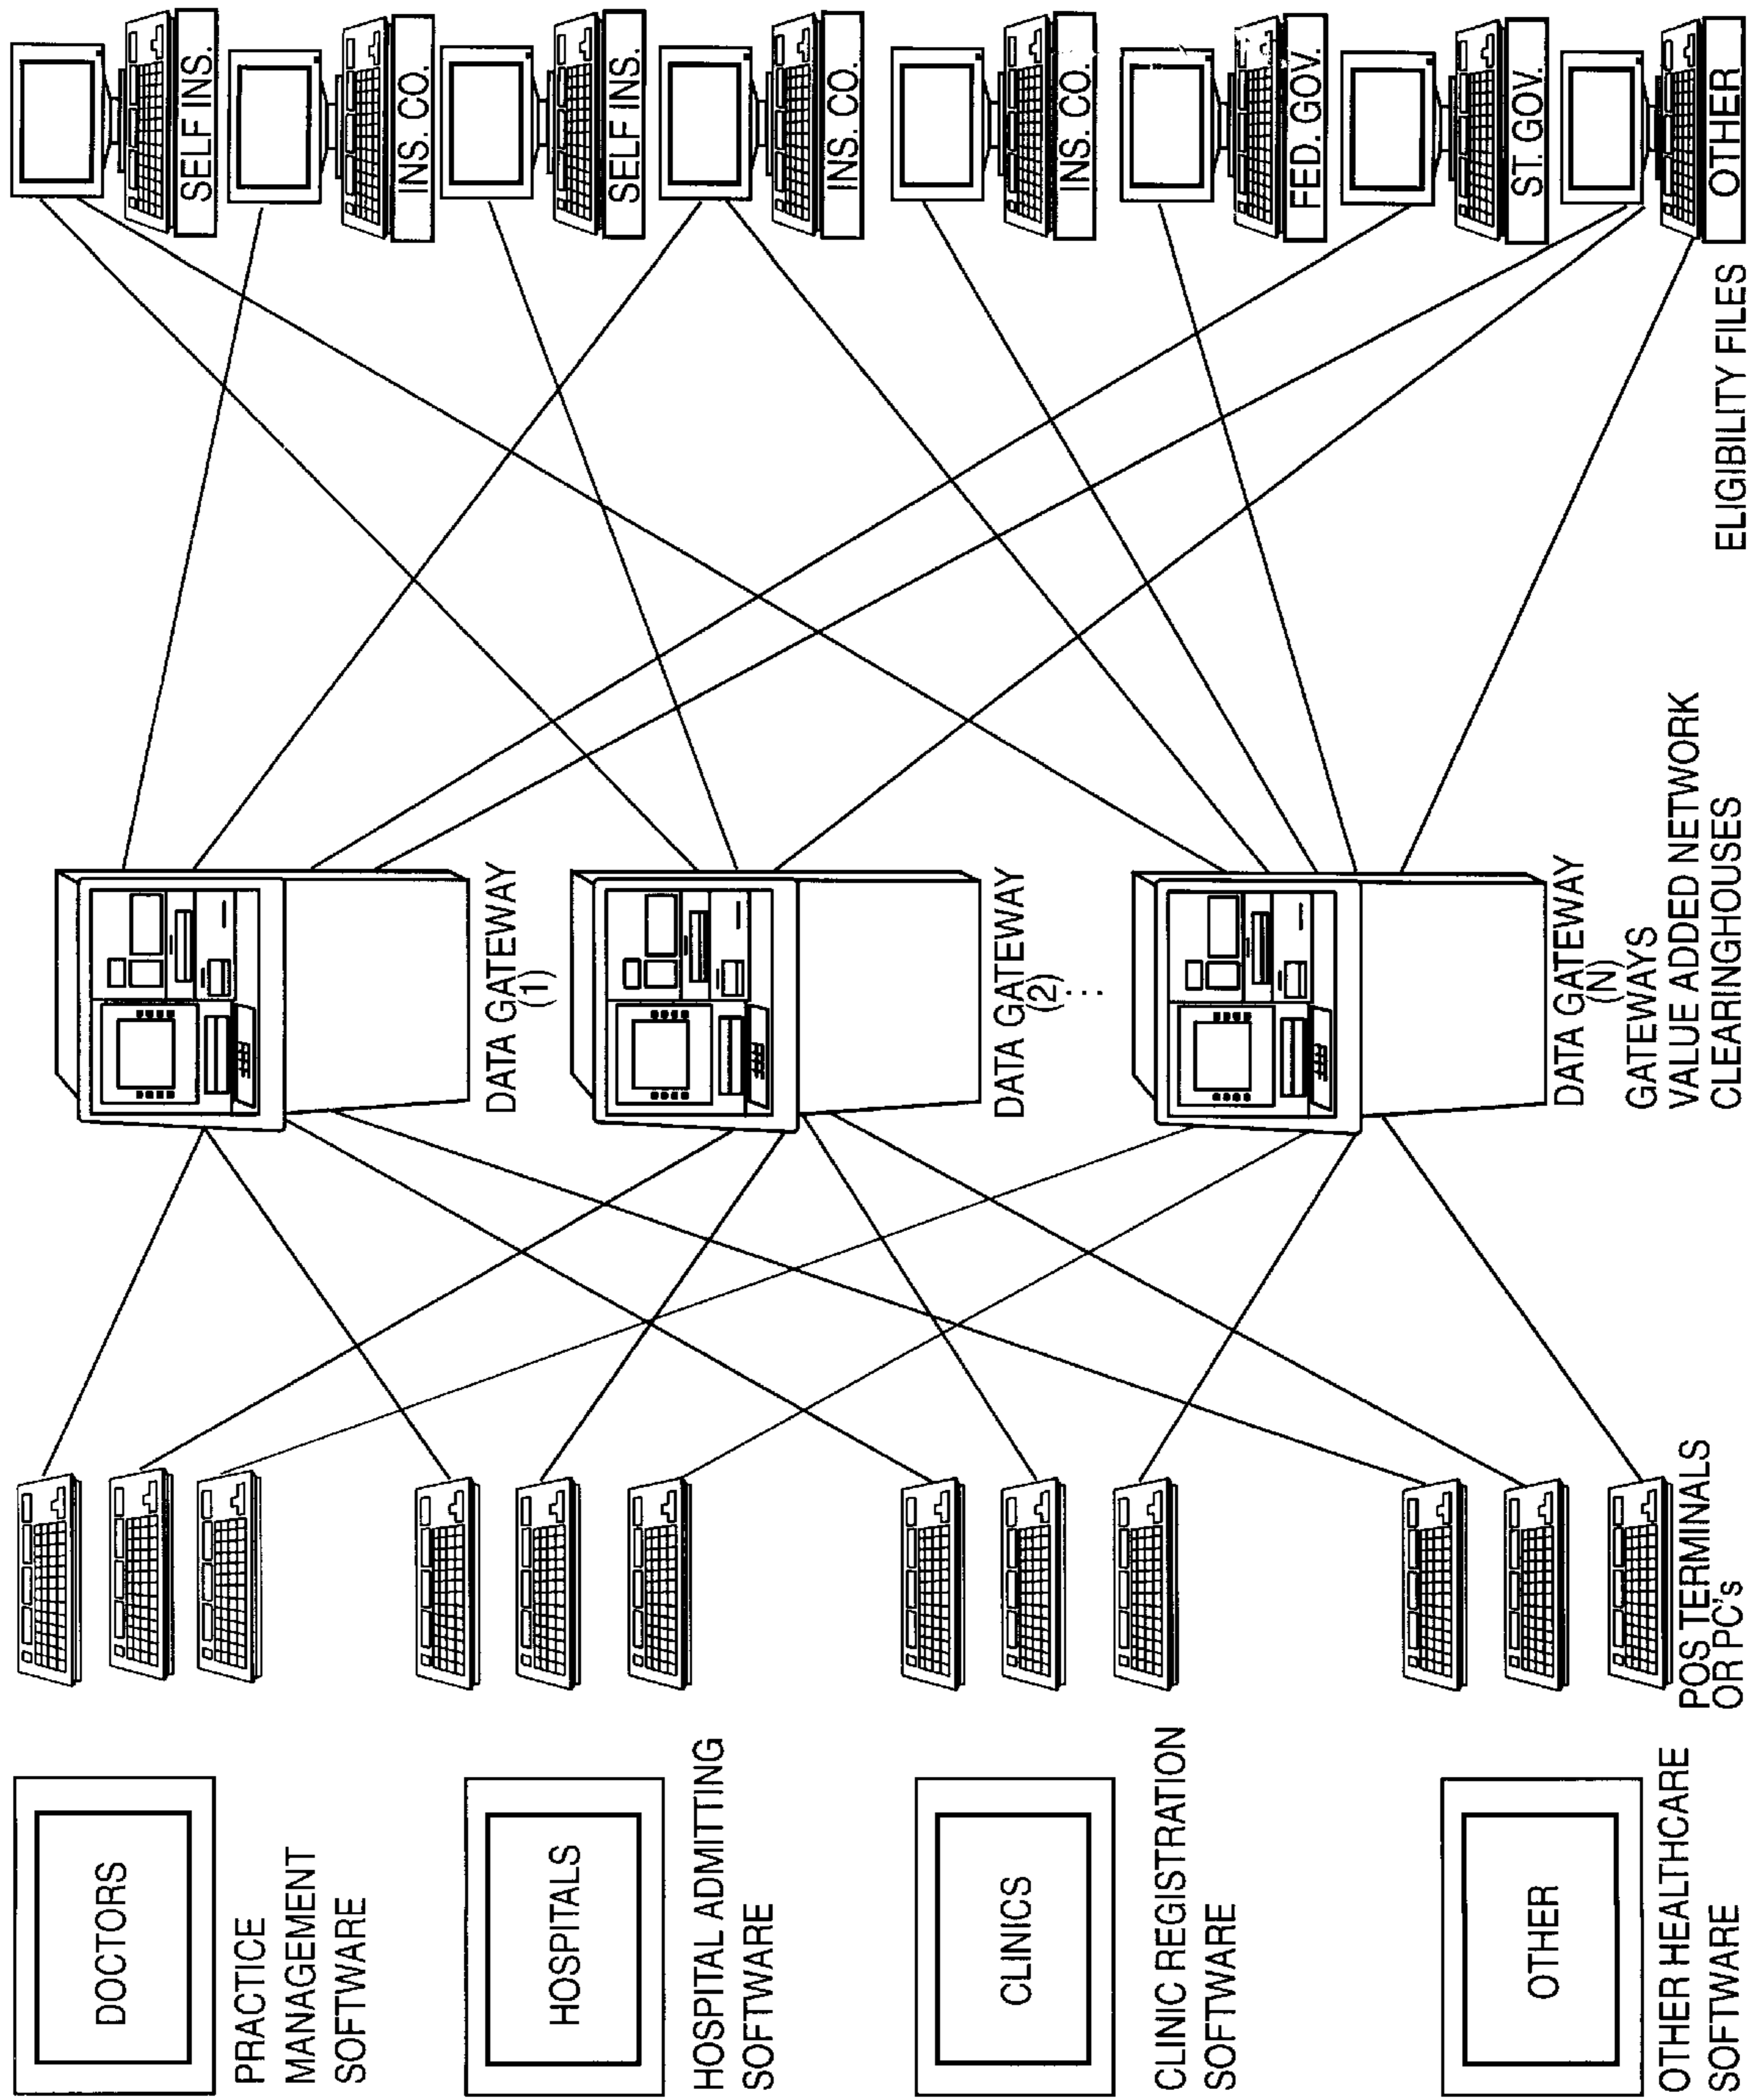 DOCTORS
PRACTICE
MANAGEMENT
SOFTWARE
HOSPITALS
HOSPITAL ADMITTING
SOFTWARE
CLINICS
CLINIC REGISTRATION
SOFTWARE
OTHER
OTHER HEALTHCARE
SOFTWARE
POS TERMINALS
OR PC's
DATA GATEWAY
(1)
DATA GATEWAY
(2)
...
DATA GATEWAY
(N)
GATEWAYS
VALUE ADDED NETWORK
CLEARINGHOUSES
SELF INS.
INS. CO.
SELF INS.
INS. CO.
INS. CO.
FED. GOV.
ST. GOV.
OTHER
ELIGIBILITY FILES